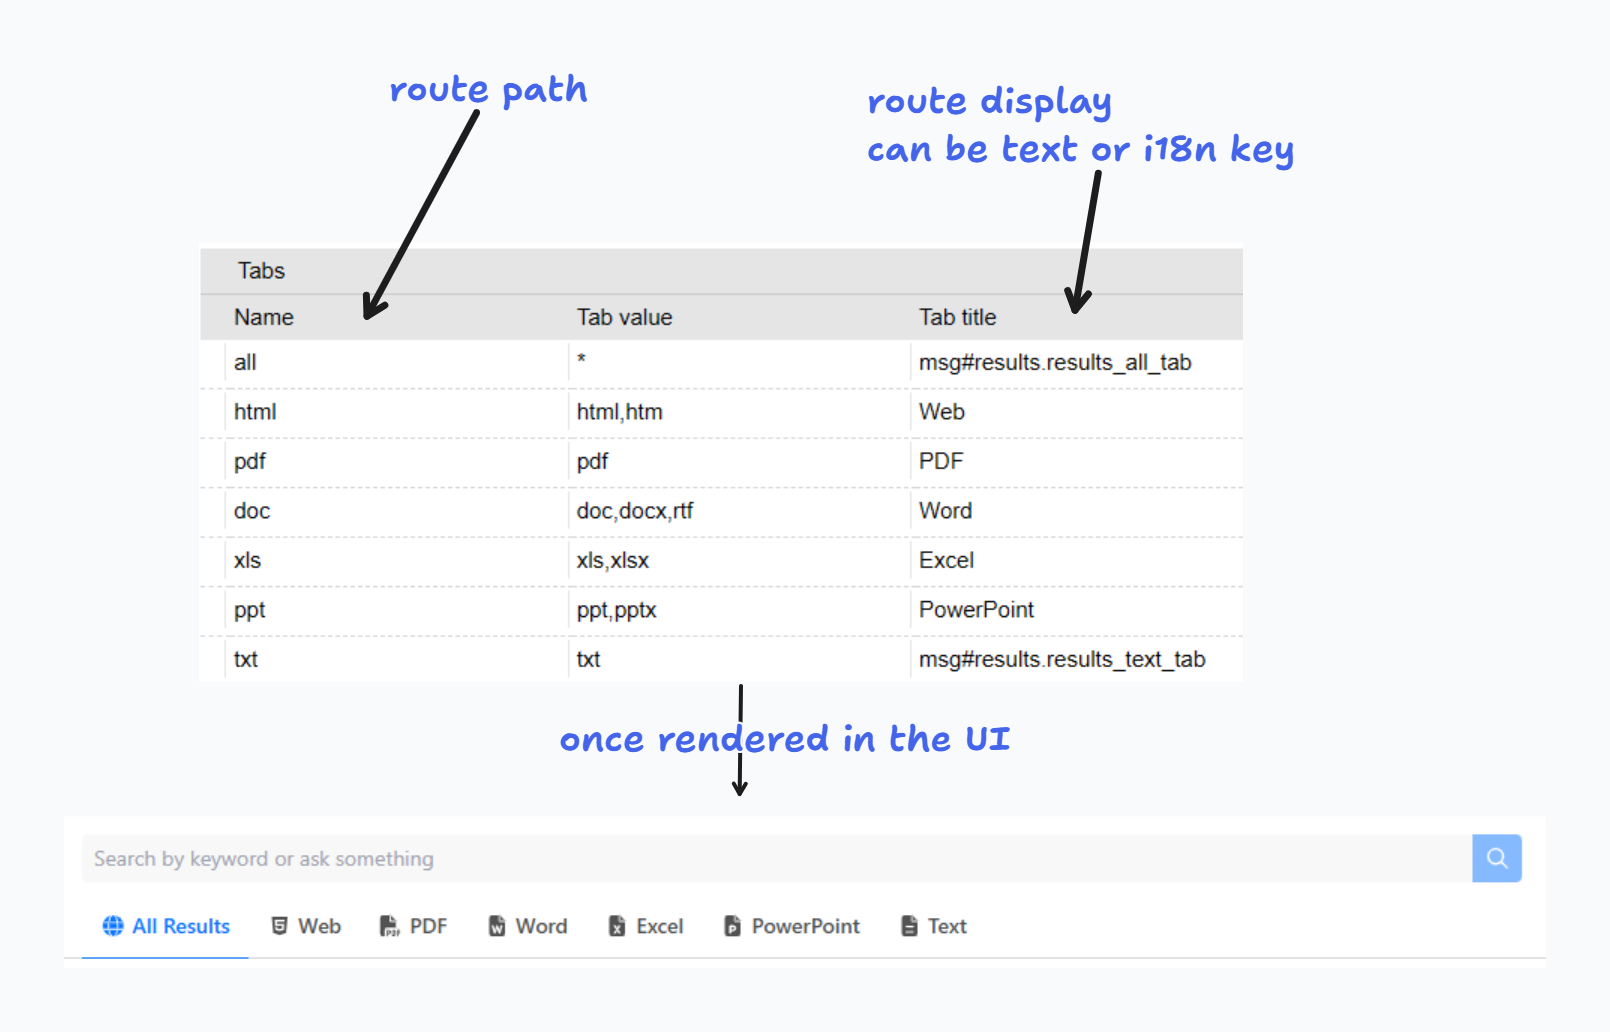 route path
route display
can be text or i18n key
Tabs
Name Tab value Tab title
all * msg#results.results_all_tab
html html,htm Web
pdf pdf PDF
doc doc,docx,rtf Word
xls xls,xlsx Excel
ppt ppt,pptx PowerPoint
txt txt msg#results.results_text_tab
once rendered in the UI
Search by keyword or ask something
All Results Web PDF Word Excel PowerPoint Text